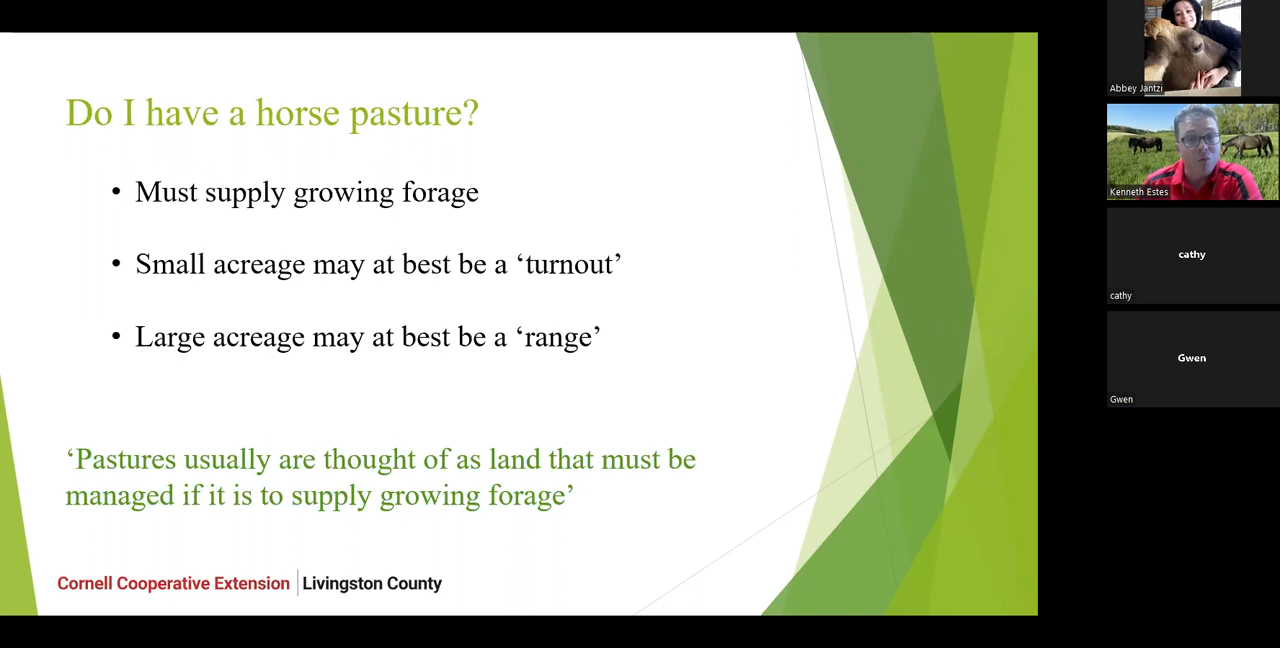 Do I have a horse pasture?
• Must supply growing forage
• Small acreage may at best be a ‘turnout’
• Large acreage may at best be a ‘range’
‘Pastures usually are thought of as land that must be
managed if it is to supply growing forage’
Cornell Cooperative Extension | Livingston County
Abbey Jantzi
Kenneth Estes
cathy
cathy
Gwen
Gwen